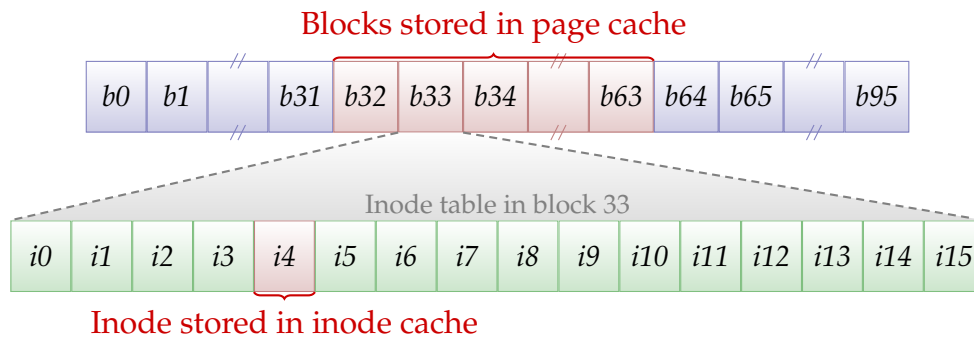 Blocks stored in page cache
b0 b1 // b31 b32 b33 b34 // b63 b64 b65 // b95
Inode table in block 33
i0 i1 i2 i3 i4 i5 i6 i7 i8 i9 i10 i11 i12 i13 i14 i15
Inode stored in inode cache